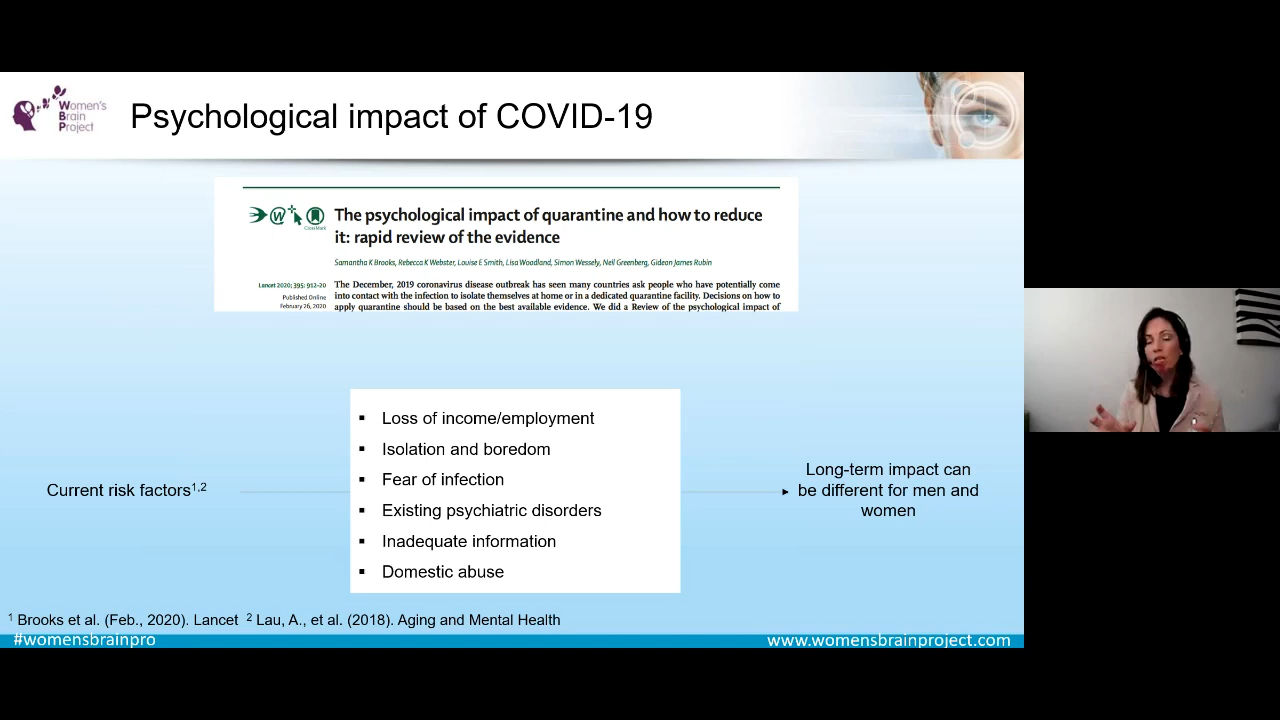 Women's
Brain
Project
Psychological impact of COVID-19
The psychological impact of quarantine and how to reduce
it: rapid review of the evidence
CrossMark
Samantha K Brooks, Rebecca K Webster, Louise E Smith, Lisa Woodland, Simon Wessely, Neil Greenberg, Gideon James Rubin
Lancet 2020; 395: 912–20
Published Online
February 26, 2020
The December, 2019 coronavirus disease outbreak has seen many countries ask people who have potentially come
into contact with the infection to isolate themselves at home or in a dedicated quarantine facility. Decisions on how to
apply quarantine should be based on the best available evidence. We did a Review of the psychological impact of
Current risk factors1,2
▪ Loss of income/employment
▪ Isolation and boredom
▪ Fear of infection
▪ Existing psychiatric disorders
▪ Inadequate information
▪ Domestic abuse
Long-term impact can
be different for men and
women
1 Brooks et al. (Feb., 2020). Lancet 2 Lau, A., et al. (2018). Aging and Mental Health
#womensbrainpro
www.womensbrainproject.com